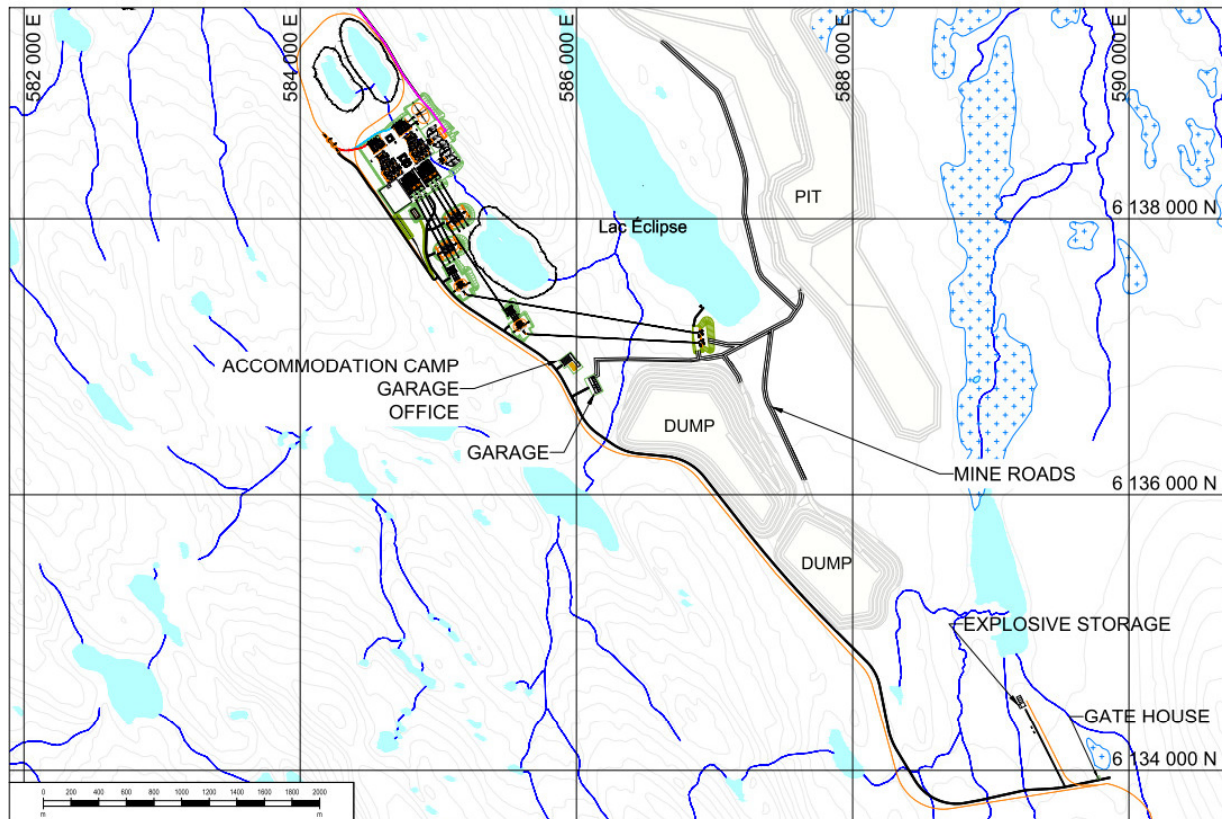 582 000 E
584 000 E
586 000 E
588 000 E
590 000 E
PIT
6 138 000 N
Lac Éclipse
ACCOMMODATION CAMP
GARAGE
OFFICE
GARAGE
DUMP
MINE ROADS
6 136 000 N
DUMP
EXPLOSIVE STORAGE
GATE HOUSE
6 134 000 N
0 200 400 600 800 1000 1200 1400 1600 1800 2000
m m